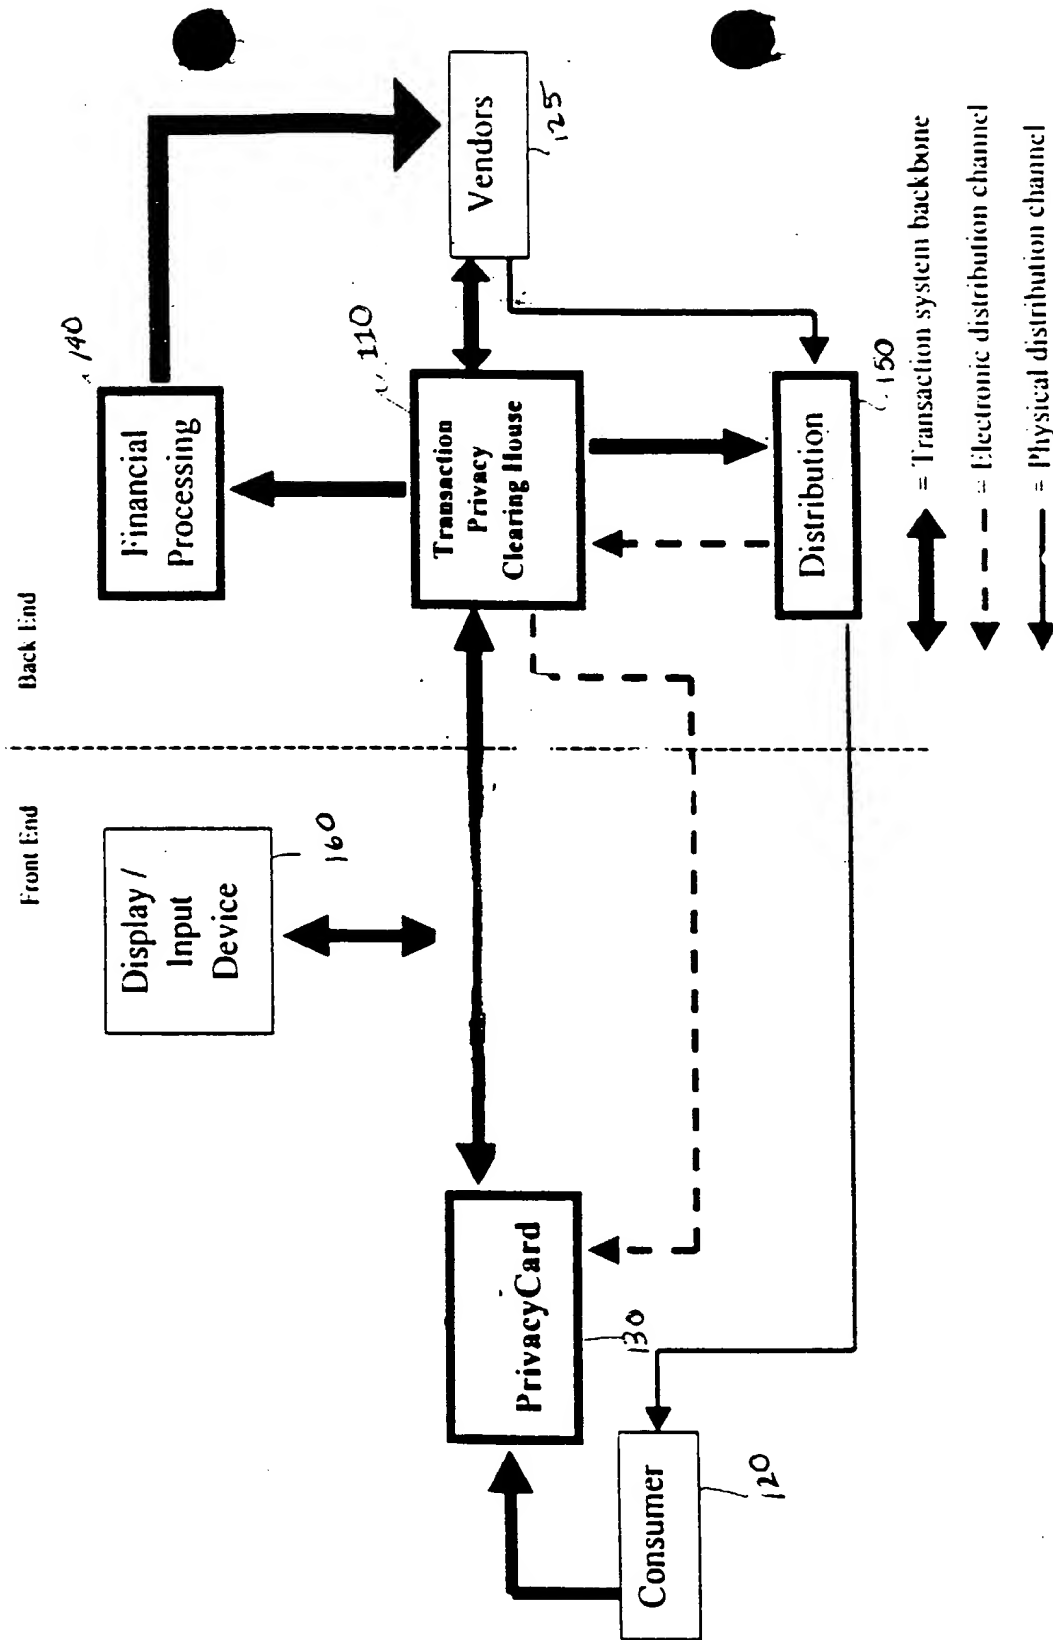 Front End
Back End
Display /
Input
Device
160
Financial
Processing
140
PrivacyCard
130
Transaction
Privacy
Clearing House
110
Vendors
125
Consumer
120
Distribution
150
= Transaction system backbone
= Electronic distribution channel
= Physical distribution channel